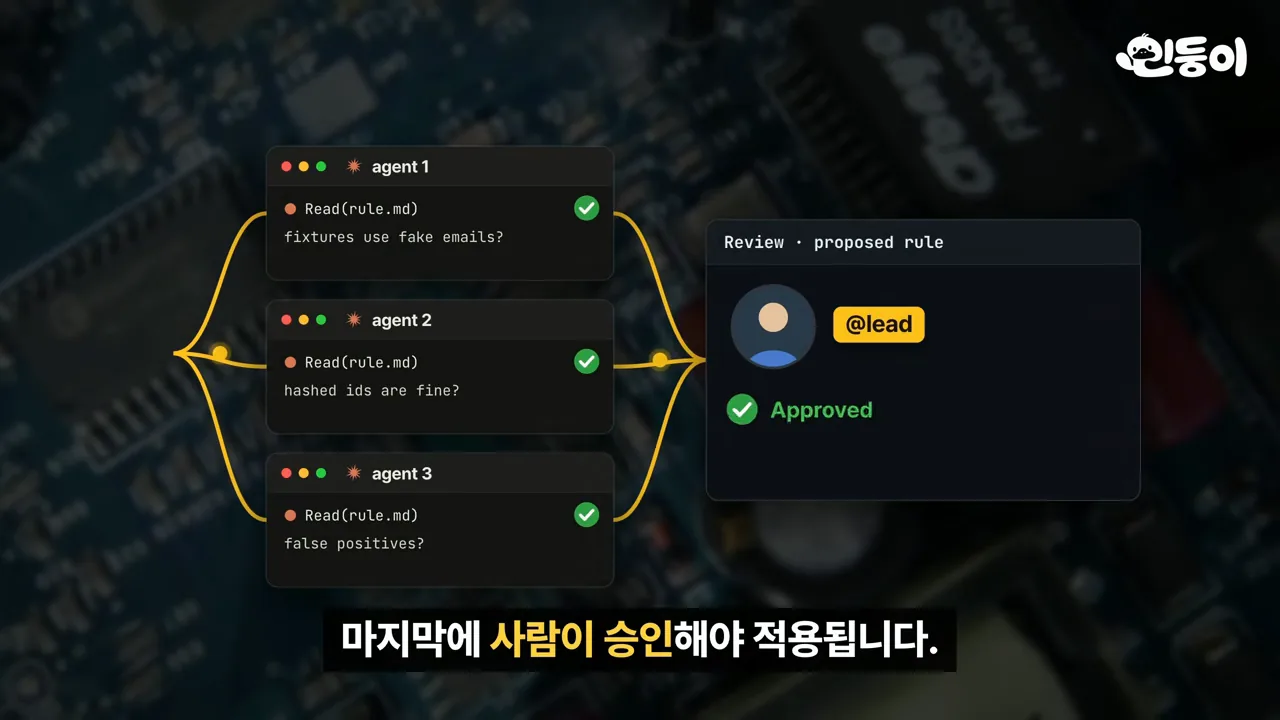 인둥이
agent 1
Read(rule.md)
fixtures use fake emails?
agent 2
Read(rule.md)
hashed ids are fine?
agent 3
Read(rule.md)
false positives?
Review · proposed rule
@lead
Approved
마지막에 사람이 승인해야 적용됩니다.